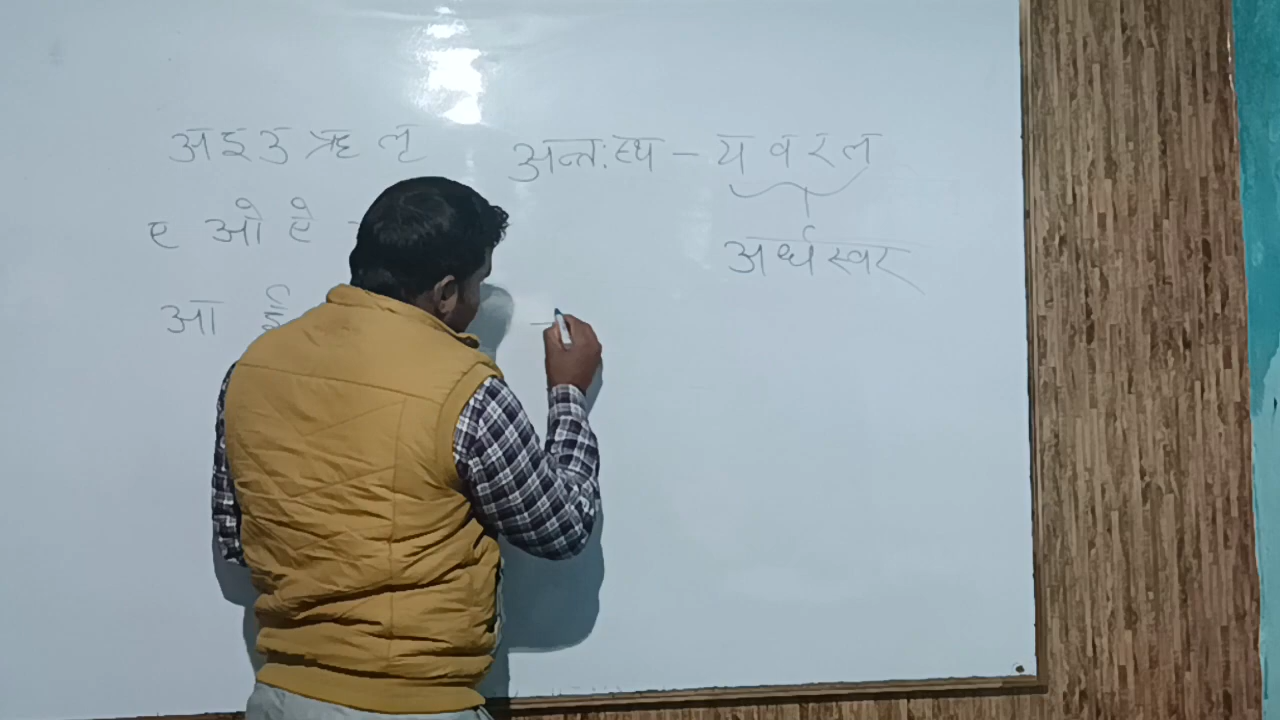 अ इ उ ऋ लृ
ए ओ ऐ
आ ई
अन्तःस्थ – य व र ल
अर्धस्वर